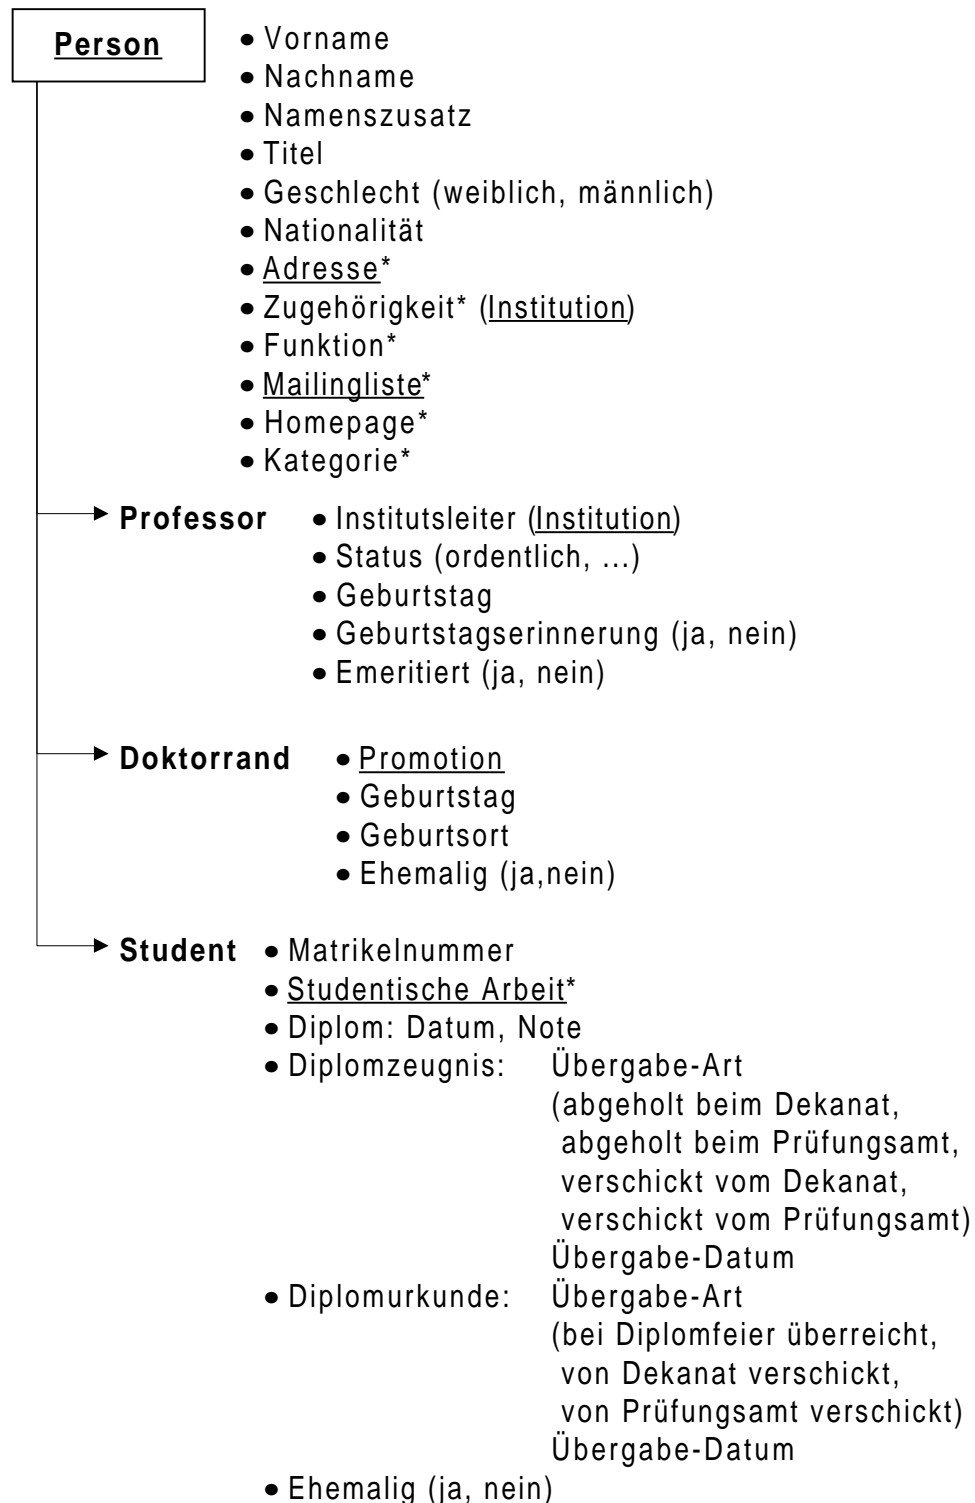 Person
• Vorname
• Nachname
• Namenszusatz
• Titel
• Geschlecht (weiblich, männlich)
• Nationalität
• Adresse*
• Zugehörigkeit* (Institution)
• Funktion*
• Mailingliste*
• Homepage*
• Kategorie*
Professor • Institutsleiter (Institution)
• Status (ordentlich, ...)
• Geburtstag
• Geburtstagserinnerung (ja, nein)
• Emeritiert (ja, nein)
Doktorrand • Promotion
• Geburtstag
• Geburtsort
• Ehemalig (ja,nein)
Student • Matrikelnummer
• Studentische Arbeit*
• Diplom: Datum, Note
• Diplomzeugnis: Übergabe-Art
(abgeholt beim Dekanat,
abgeholt beim Prüfungsamt,
verschickt vom Dekanat,
verschickt vom Prüfungsamt)
Übergabe-Datum
• Diplomurkunde: Übergabe-Art
(bei Diplomfeier überreicht,
von Dekanat verschickt,
von Prüfungsamt verschickt)
Übergabe-Datum
• Ehemalig (ja, nein)